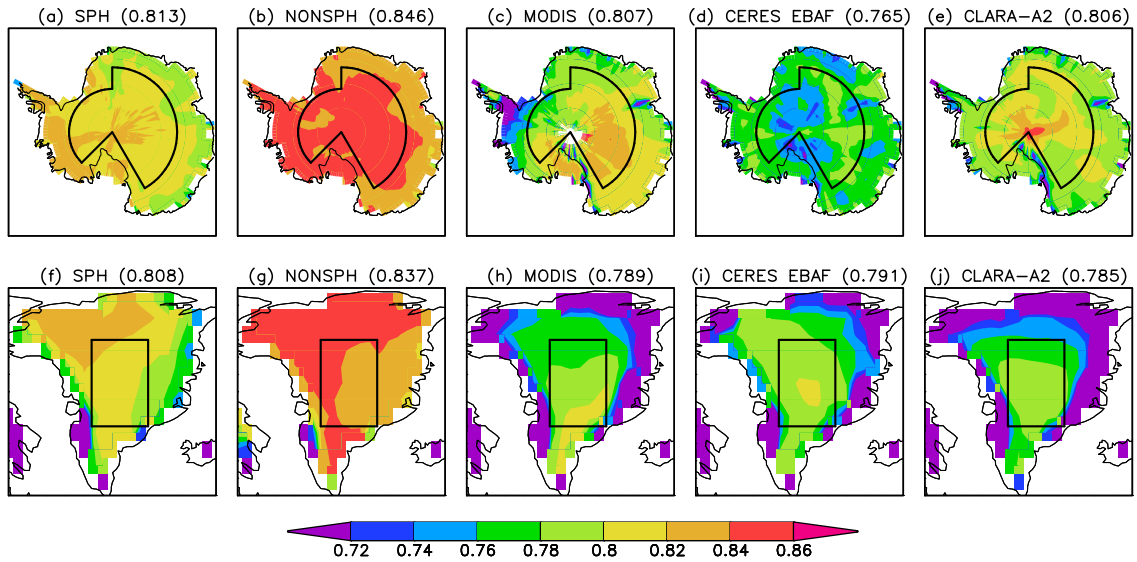 (a) SPH (0.813)
(b) NONSPH (0.846)
(c) MODIS (0.807)
(d) CERES EBAF (0.765)
(e) CLARA-A2 (0.806)
(f) SPH (0.808)
(g) NONSPH (0.837)
(h) MODIS (0.789)
(i) CERES EBAF (0.791)
(j) CLARA-A2 (0.785)
0.72 0.74 0.76 0.78 0.8 0.82 0.84 0.86